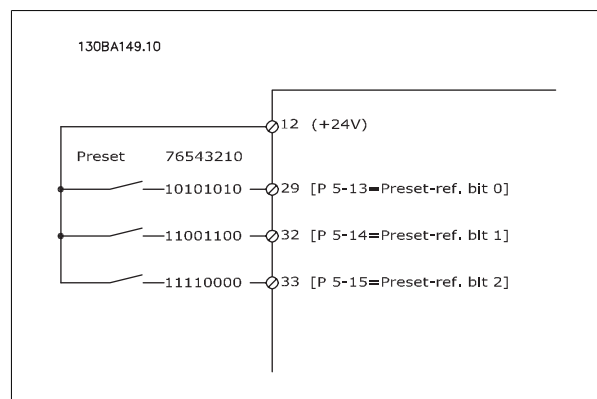 130BA149.10
12 (+24V)
Preset 76543210
10101010 29 [P 5-13=Preset-ref. bit 0]
11001100 32 [P 5-14=Preset-ref. bit 1]
11110000 33 [P 5-15=Preset-ref. bit 2]